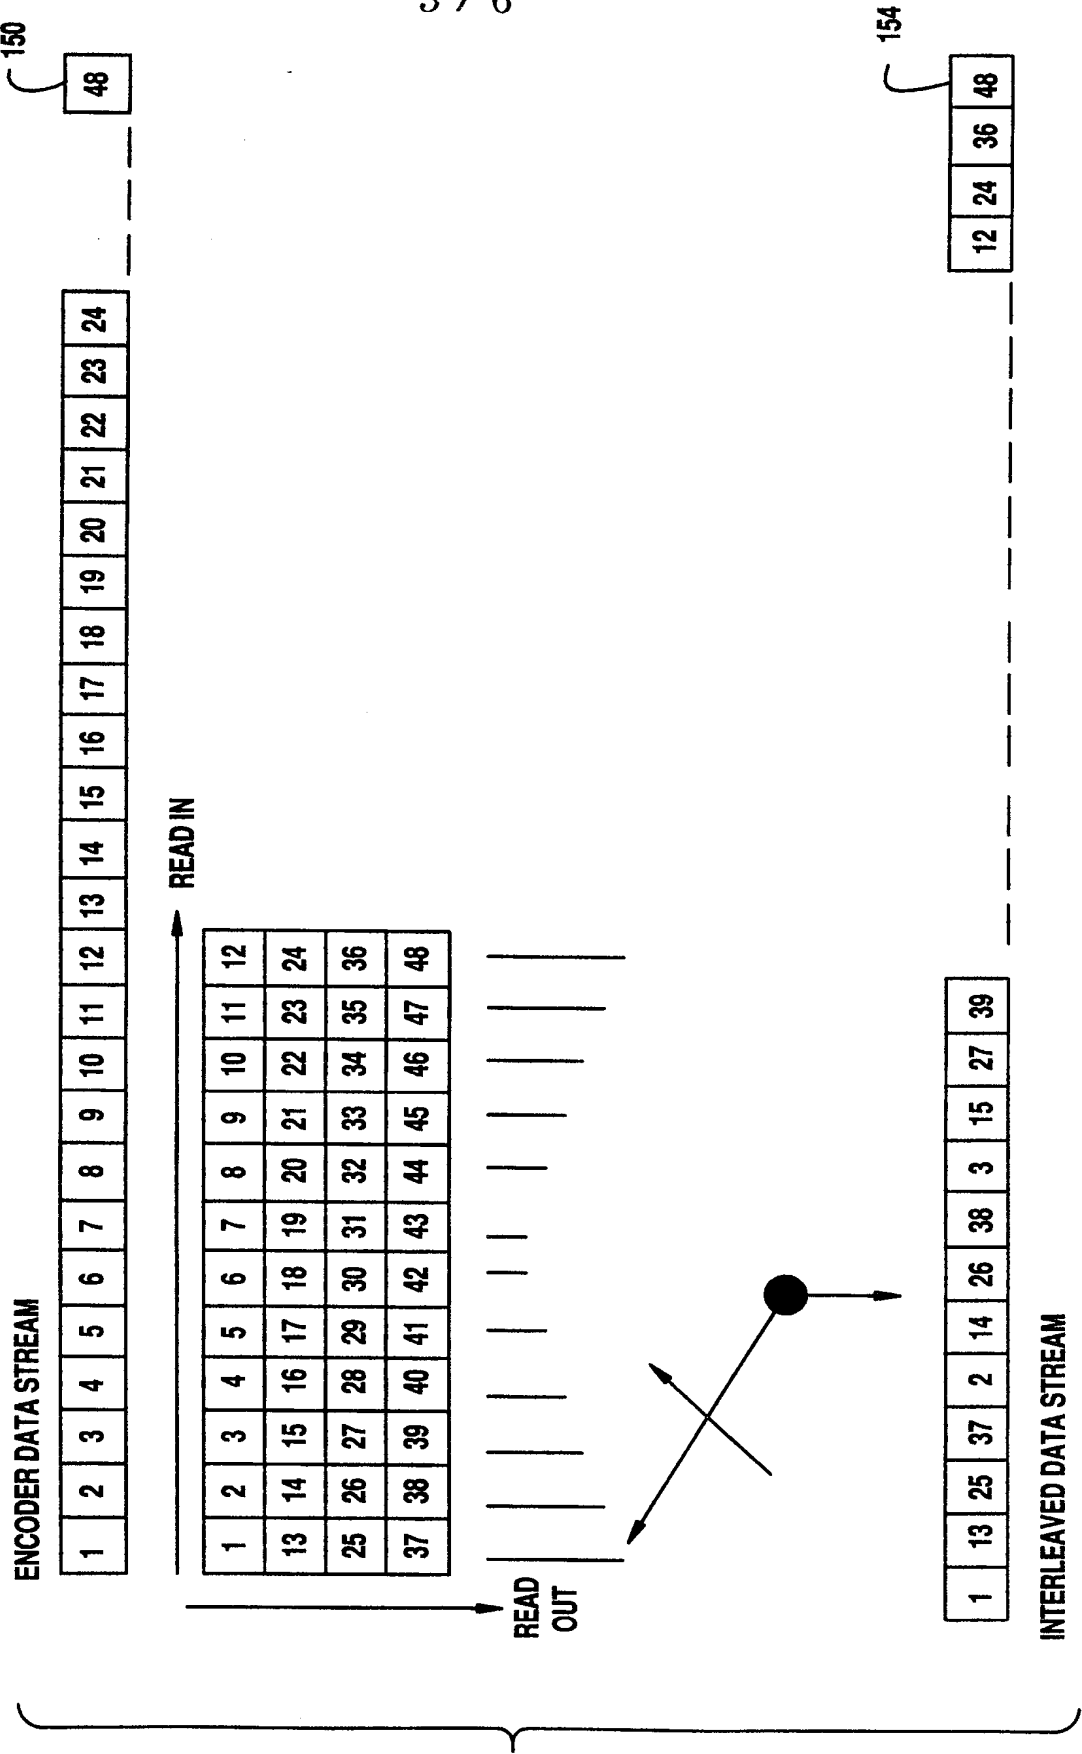 3 / 6
ENCODER DATA STREAM
150
1 2 3 4 5 6 7 8 9 10 11 12 13 14 15 16 17 18 19 20 21 22 23 24 48
READ IN
1 2 3 4 5 6 7 8 9 10 11 12
13 14 15 16 17 18 19 20 21 22 23 24
25 26 27 28 29 30 31 32 33 34 35 36
37 38 39 40 41 42 43 44 45 46 47 48
READ
OUT
154
1 13 25 37 2 14 26 38 3 15 27 39 12 24 36 48
INTERLEAVED DATA STREAM